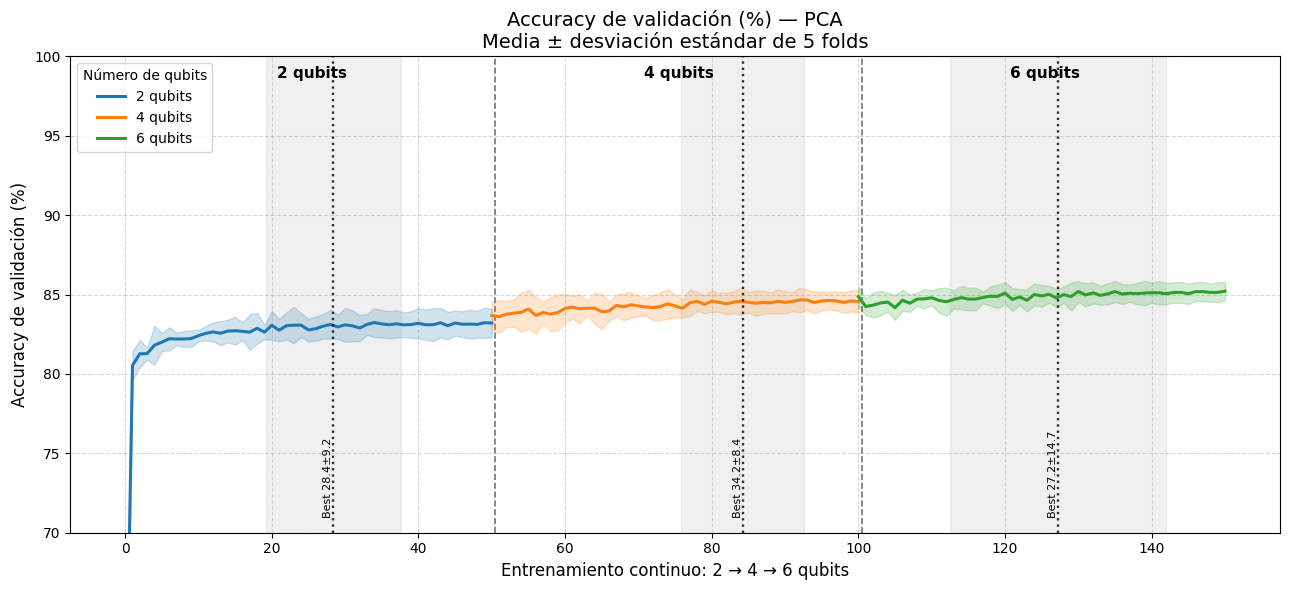 Accuracy de validación (%) — PCA
Media ± desviación estándar de 5 folds
Número de qubits
2 qubits
4 qubits
6 qubits
2 qubits
4 qubits
6 qubits
Best 28.4±9.2
Best 34.2±8.4
Best 27.2±14.7
Accuracy de validación (%)
100
95
90
85
80
75
70
0
20
40
60
80
100
120
140
Entrenamiento continuo: 2 → 4 → 6 qubits